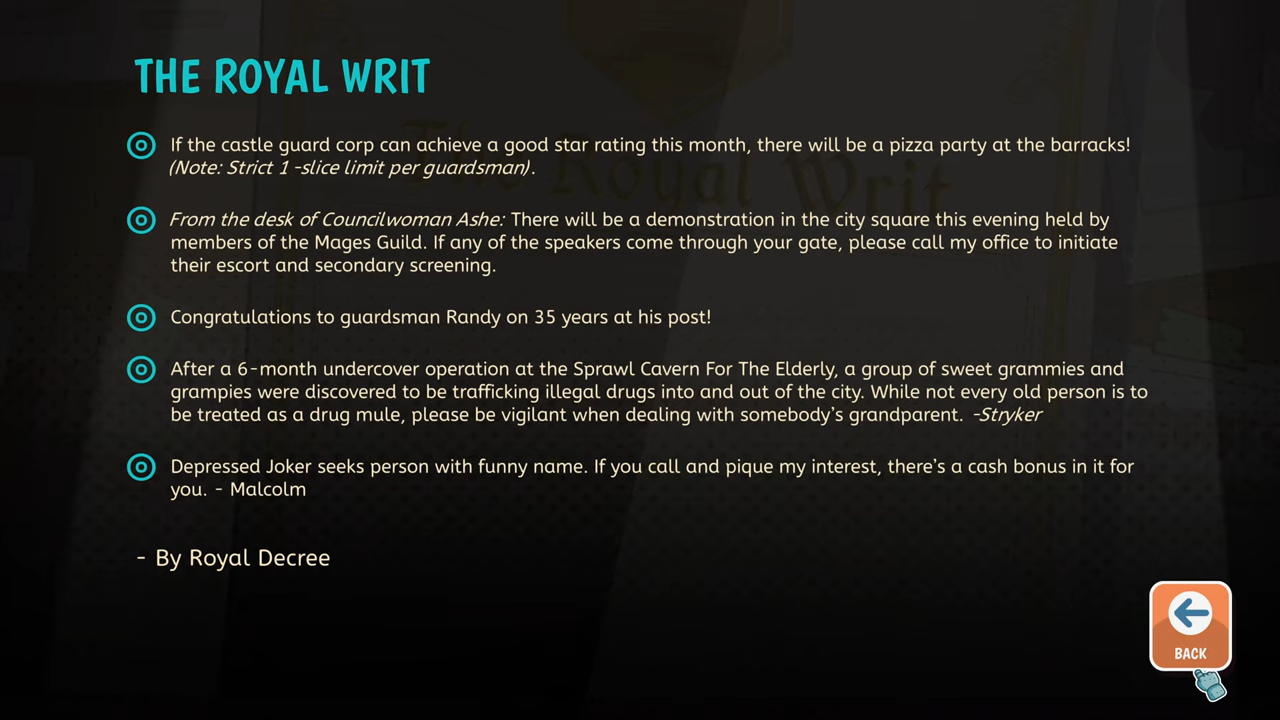 THE ROYAL WRIT
If the castle guard corp can achieve a good star rating this month, there will be a pizza party at the barracks!
(Note: Strict 1 -slice limit per guardsman).
From the desk of Councilwoman Ashe: There will be a demonstration in the city square this evening held by
members of the Mages Guild. If any of the speakers come through your gate, please call my office to initiate
their escort and secondary screening.
Congratulations to guardsman Randy on 35 years at his post!
After a 6-month undercover operation at the Sprawl Cavern For The Elderly, a group of sweet grammies and
grampies were discovered to be trafficking illegal drugs into and out of the city. While not every old person is to
be treated as a drug mule, please be vigilant when dealing with somebody's grandparent. -Stryker
Depressed Joker seeks person with funny name. If you call and pique my interest, there's a cash bonus in it for
you. - Malcolm
- By Royal Decree
BACK
The Royal Writ